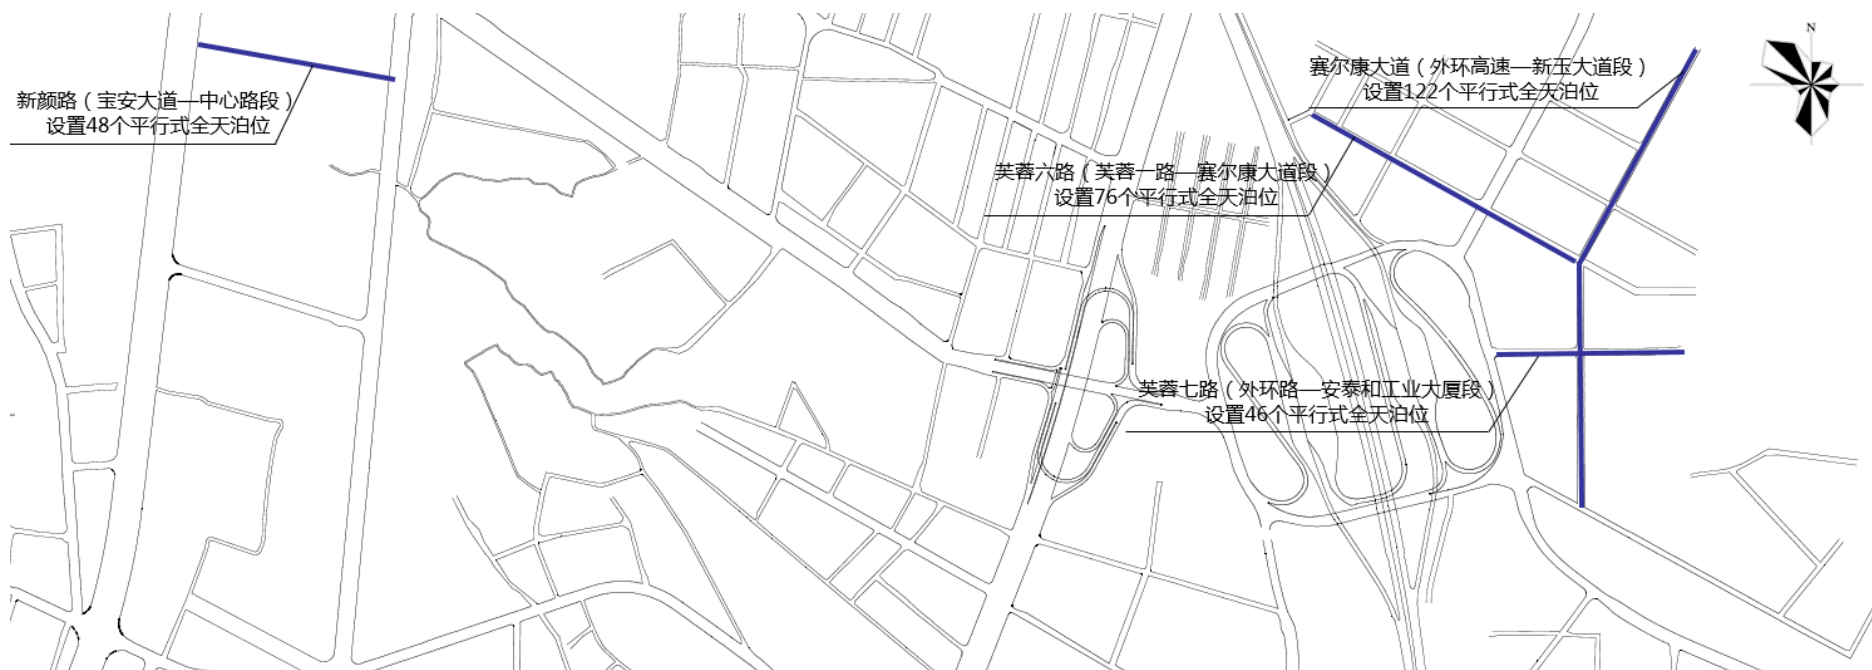 N
新颜路（宝安大道—中心路段）
设置48个平行式全天泊位
赛尔康大道（外环高速—新玉大道段）
设置122个平行式全天泊位
芙蓉六路（芙蓉一路—赛尔康大道段）
设置76个平行式全天泊位
芙蓉七路（外环路—安泰和工业大厦段）
设置46个平行式全天泊位